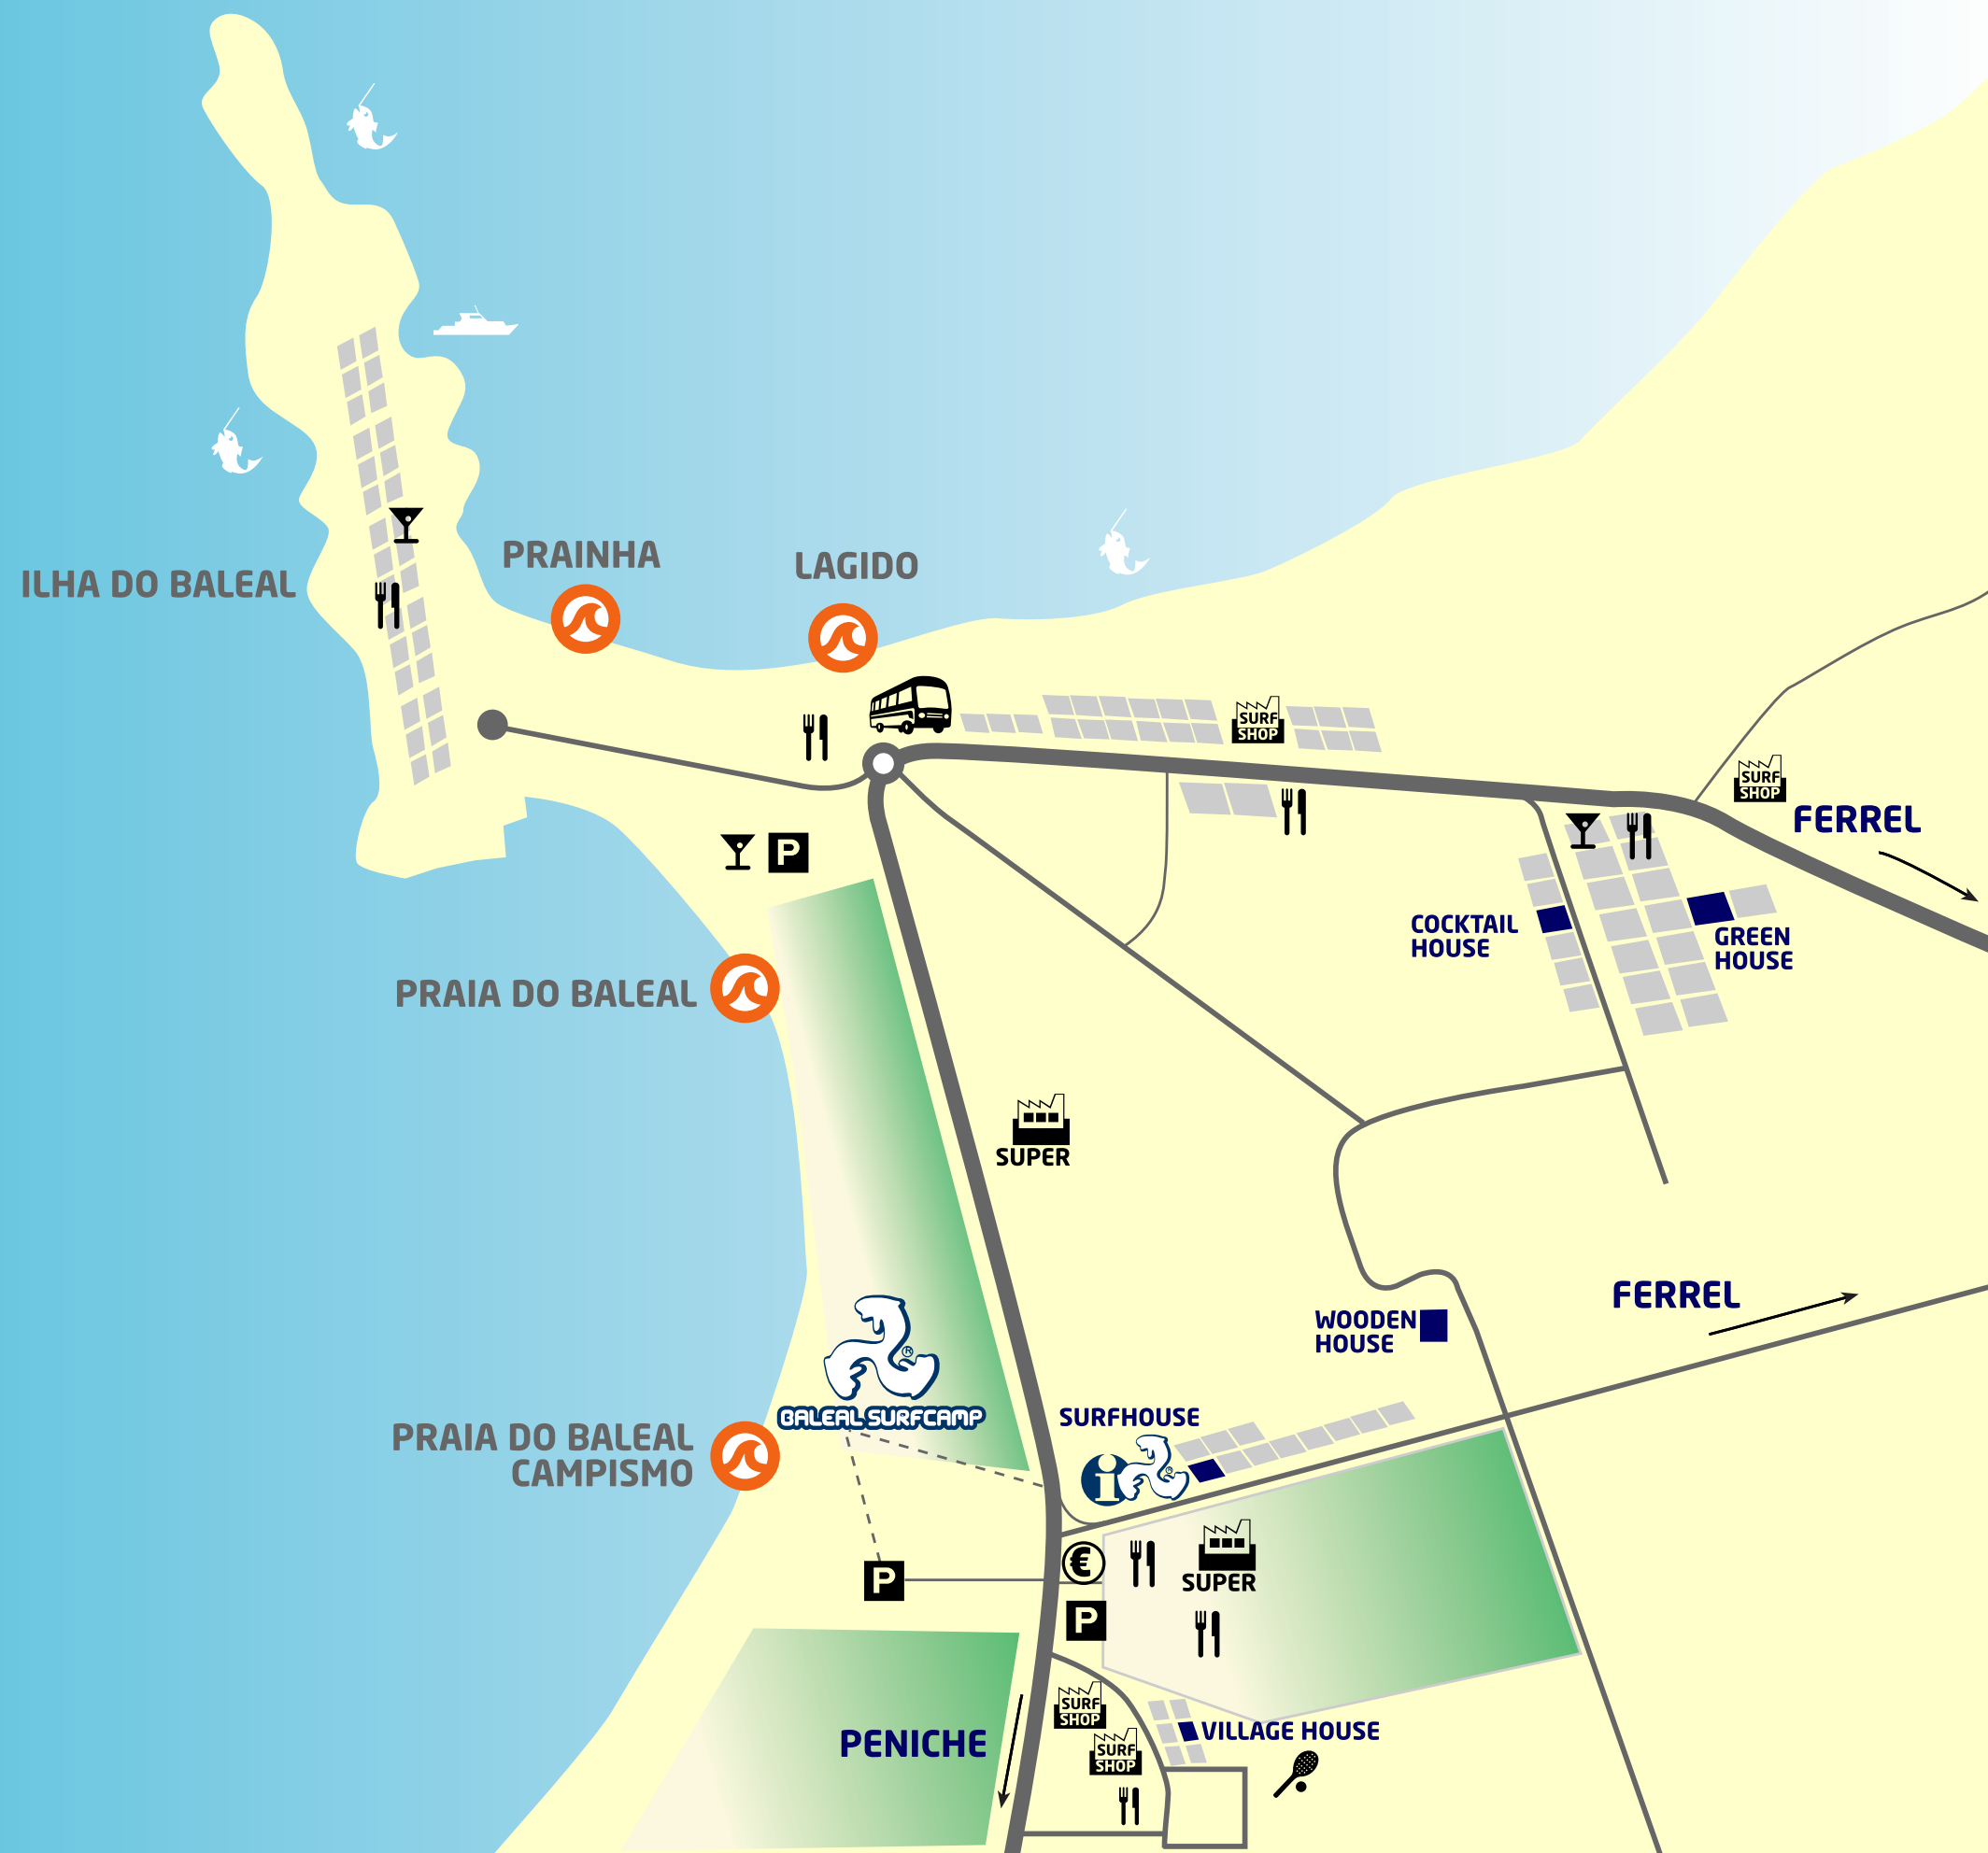 PRAINHA
LAGIDO
ILHA DO BALEAL
SURF
SHOP
SURF
SHOP
FERREL
P
COCKTAIL
HOUSE
GREEN
HOUSE
PRAIA DO BALEAL
SUPER
FERREL
WOODEN
HOUSE
®
BALEAL SURFCAMP
SURFHOUSE
i
®
PRAIA DO BALEAL
CAMPISMO
€
P
SUPER
P
SURF
SHOP
VILLAGE HOUSE
PENICHE
SURF
SHOP